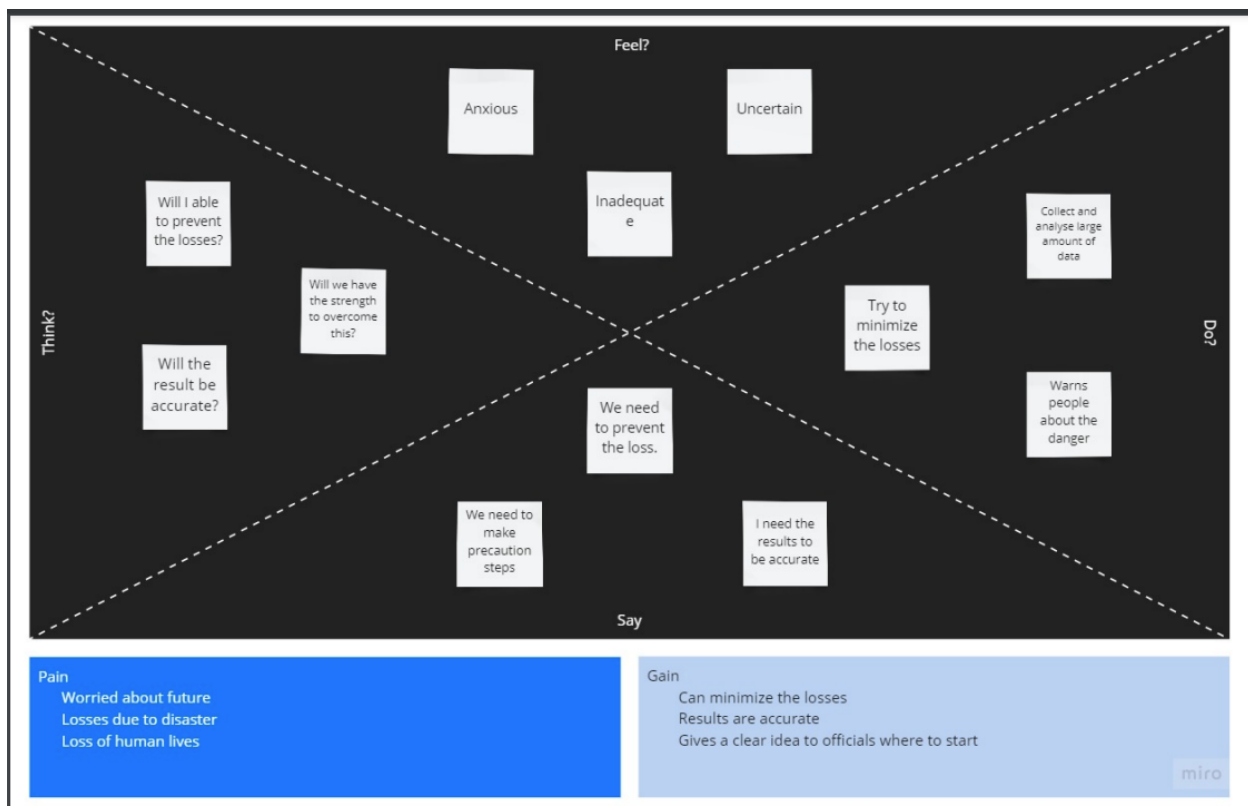 Feel?
Anxious
Uncertain
Inadequat
e
Think?
Will I able
to prevent
the losses?
Will we have
the strength
to overcome
this?
Will the
result be
accurate?
Collect and
analyse large
amount of
data
Try to
minimize
the losses
Warns
people
about the
danger
Do?
We need
to prevent
the loss.
We need to
make
precaution
steps
I need the
results to
be accurate
Say
Pain
Worried about future
Losses due to disaster
Loss of human lives
Gain
Can minimize the losses
Results are accurate
Gives a clear idea to officials where to start
miro